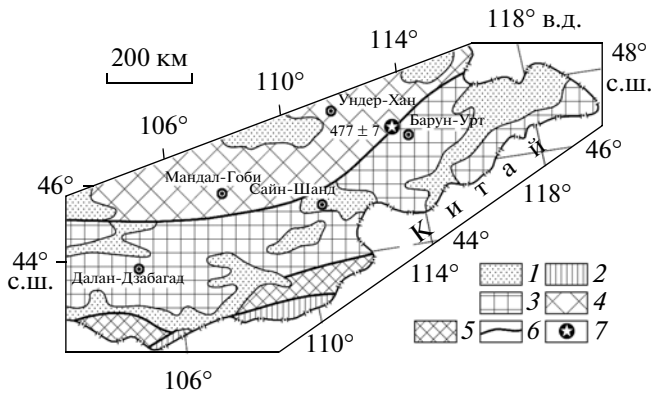 118° в.д.
114°
48°
с.ш.
200 км
110°
Ундер-Хан
106°
477 ± 7
Барун-Урт
46°
Мандал-Гоби
Сайн-Шанд
46°
118°
Китай
44°
44°
с.ш.
Далан-Дзабагад
114°
1 2
3 4
5 6 7
110°
106°